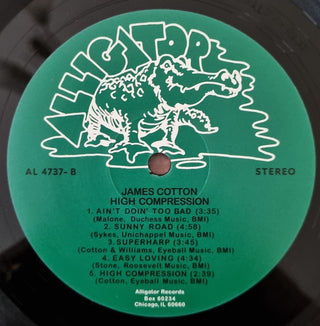 ALLIGATOR
AL 4737-B
STEREO
JAMES COTTON
HIGH COMPRESSION
1. AIN'T DOIN' TOO BAD (3:35)
(Malone, Duchess Music, BMI)
2. SUNNY ROAD (4:58)
(Sykes, Unichappel Music, BMI)
3. SUPERHARP (4:45)
(Cotton & Williams, Eyeball Music, BMI)
4. EASY LOVING (4:34)
(Stone, Roosevelt Music, BMI)
5. HIGH COMPRESSION (2:39)
(Cotton, Eyeball Music, BMI)
Alligator Records
Box 60234
Chicago, IL 60660